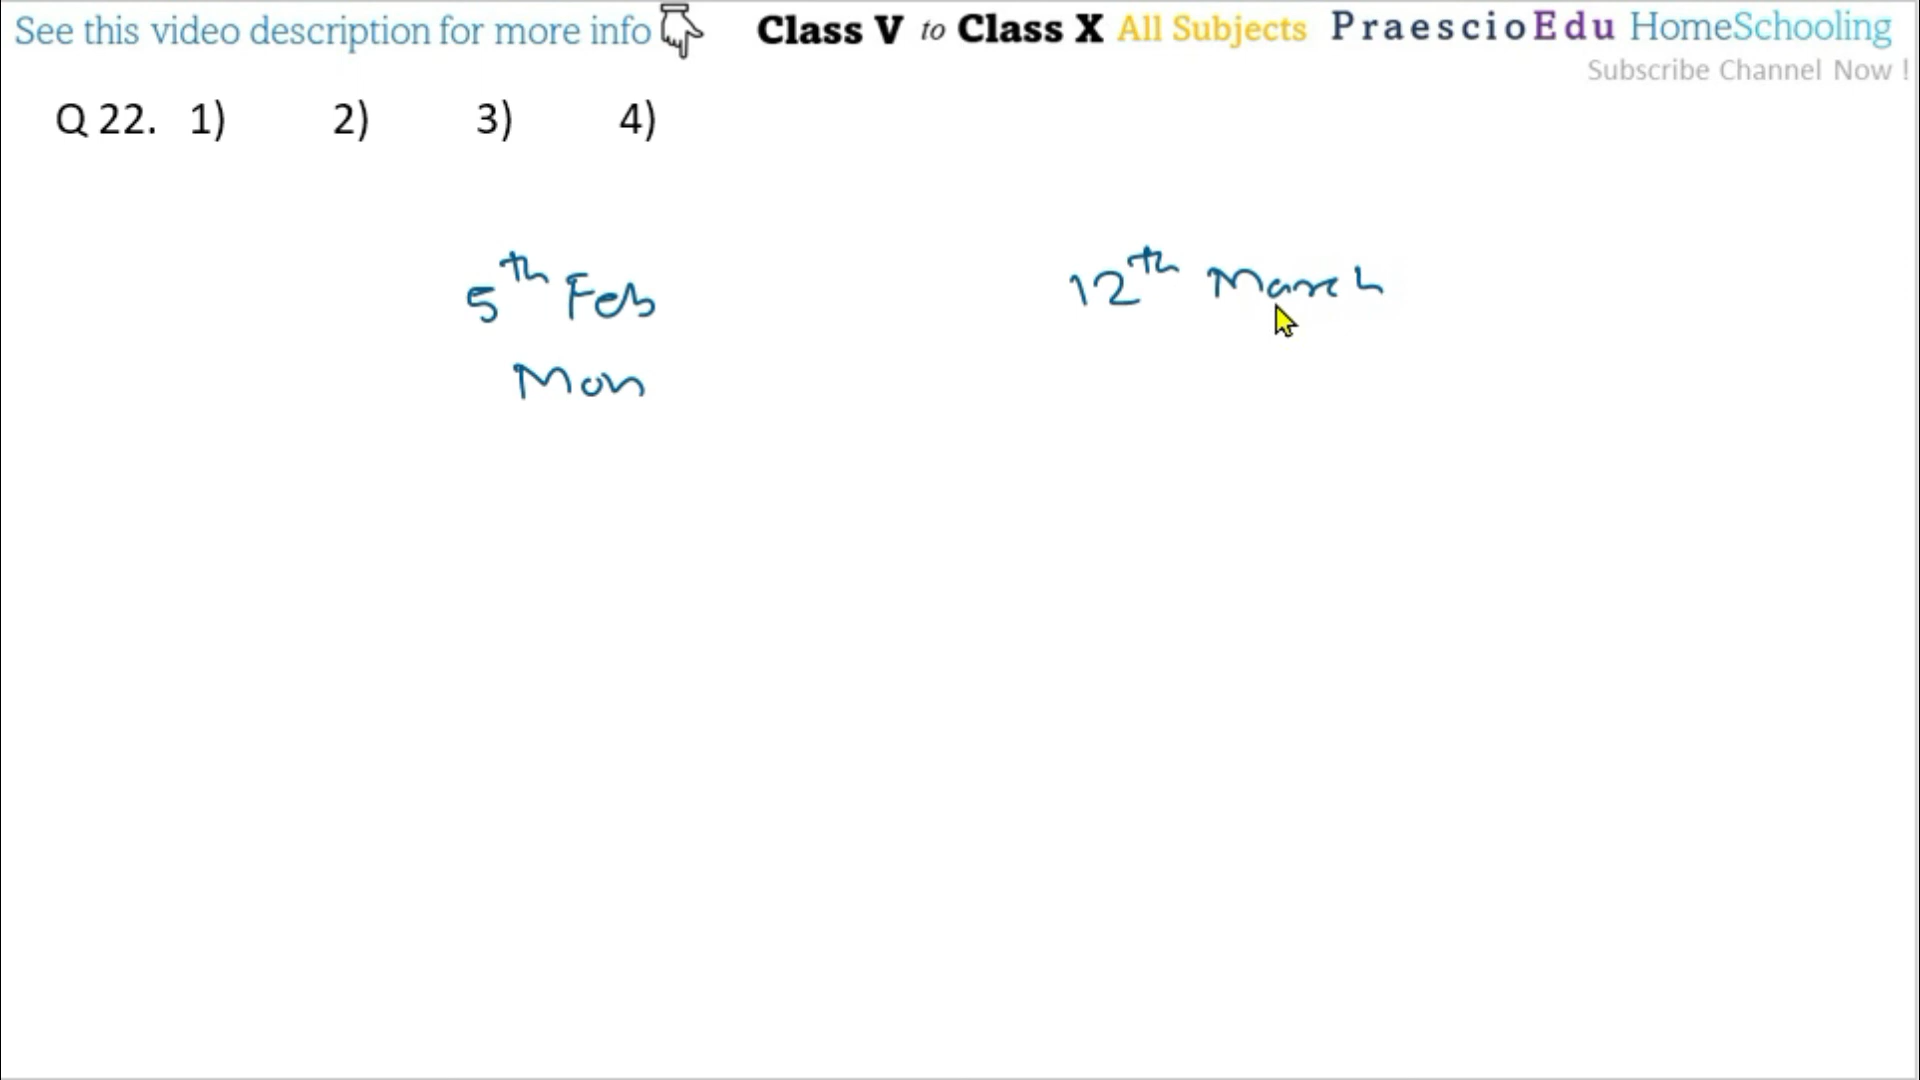 See this video description for more info Class V to Class X All Subjects PraescioEdu HomeSchooling
Subscribe Channel Now !
Q 22. 1) 2) 3) 4)
5th Feb 12th March
Mon